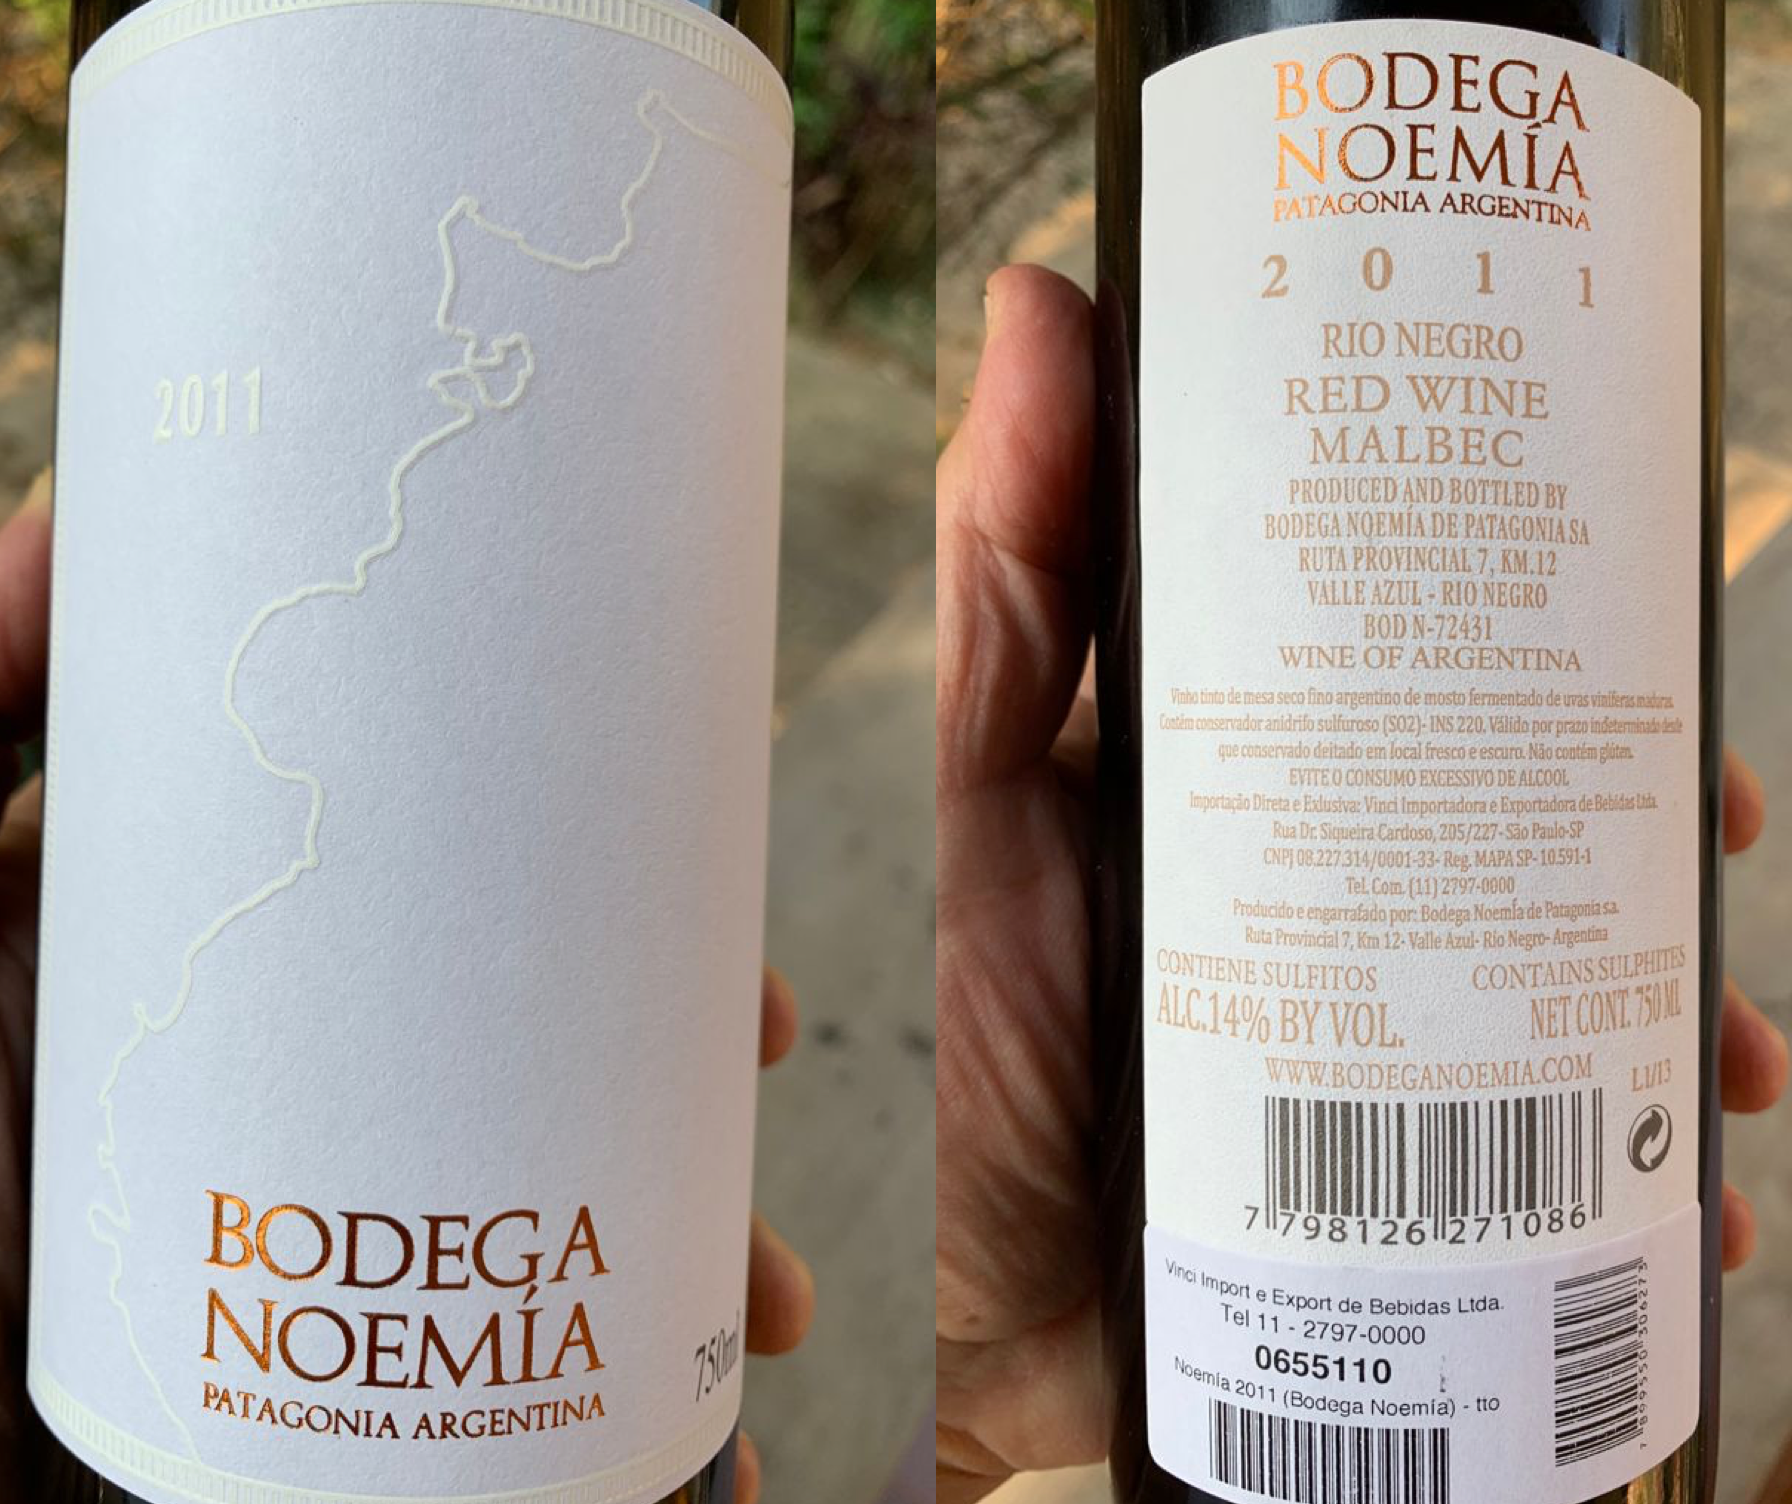 2011
BODEGA
NOEMÍA
PATAGONIA ARGENTINA
750ml
BODEGA
NOEMÍA
PATAGONIA ARGENTINA
2 0 1 1
RIO NEGRO
RED WINE
MALBEC
PRODUCED AND BOTTLED BY
BODEGA NOEMÍA DE PATAGONIA SA
RUTA PROVINCIAL 7, KM.12
VALLE AZUL - RIO NEGRO
BOD N-72431
WINE OF ARGENTINA
Vinho tinto de mesa seco fino argentino de mosto fermentado de uvas viníferas maduras.
Contém conservador anidrifo sulfuroso (SO2)- INS 220. Válido por prazo indeterminado desde
que conservado deitado em local fresco e escuro. Não contém glúten.
EVITE O CONSUMO EXCESSIVO DE ALCOOL
Importação Direta e Exlusiva: Vinci Importadora e Exportadora de Bebidas Ltda.
Rua Dr. Siqueira Cardoso, 205/227- São Paulo-SP
CNPJ 08.227.314/0001-33- Reg. MAPA SP- 10.591-1
Tel. Com. (11) 2797-0000
Producido e engarrafado por: Bodega Noemía de Patagonia s.a.
Ruta Provincial 7, Km 12- Valle Azul- Rio Negro- Argentina
CONTIENE SULFITOS CONTAINS SULPHITES
ALC.14% BY VOL. NET CONT. 750 ML
WWW.BODEGANOEMIA.COM L1/13
7 798126 271086
Vinci Import e Export de Bebidas Ltda.
Tel 11 - 2797-0000
0655110
Noemía 2011 (Bodega Noemía) - tto
7899550306273